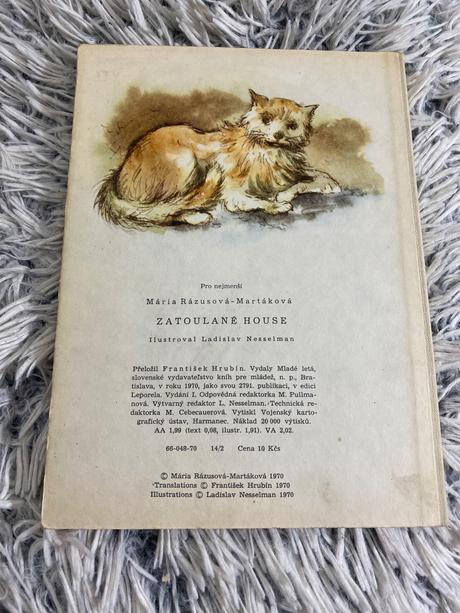 Pro nejmenší
Mária Rázusová-Martáková
ZATOULANÉ HOUSE
Ilustroval Ladislav Nesselman
Přeložil František Hrubín. Vydaly Mladé letá,
slovenské vydavateľstvo kníh pre mládež, n. p., Bra-
tislava, v roku 1970, jako svou 2791. publikaci, v edici
Leporela. Vydání I. Odpovědná redaktorka M. Pullma-
nová. Výtvarný redaktor L. Nesselman. Technická re-
daktorka M. Cebecauerová. Vytiskl Vojenský karto-
grafický ústav, Harmanec. Náklad 20 000 výtisků.
AA 1,99 (text 0,08, ilustr. 1,91). VA 2,02.
66-048-70 14/2 Cena 10 Kčs
© Mária Rázusová-Martáková 1970
Translations © František Hrubín 1970
Illustrations © Ladislav Nesselman 1970